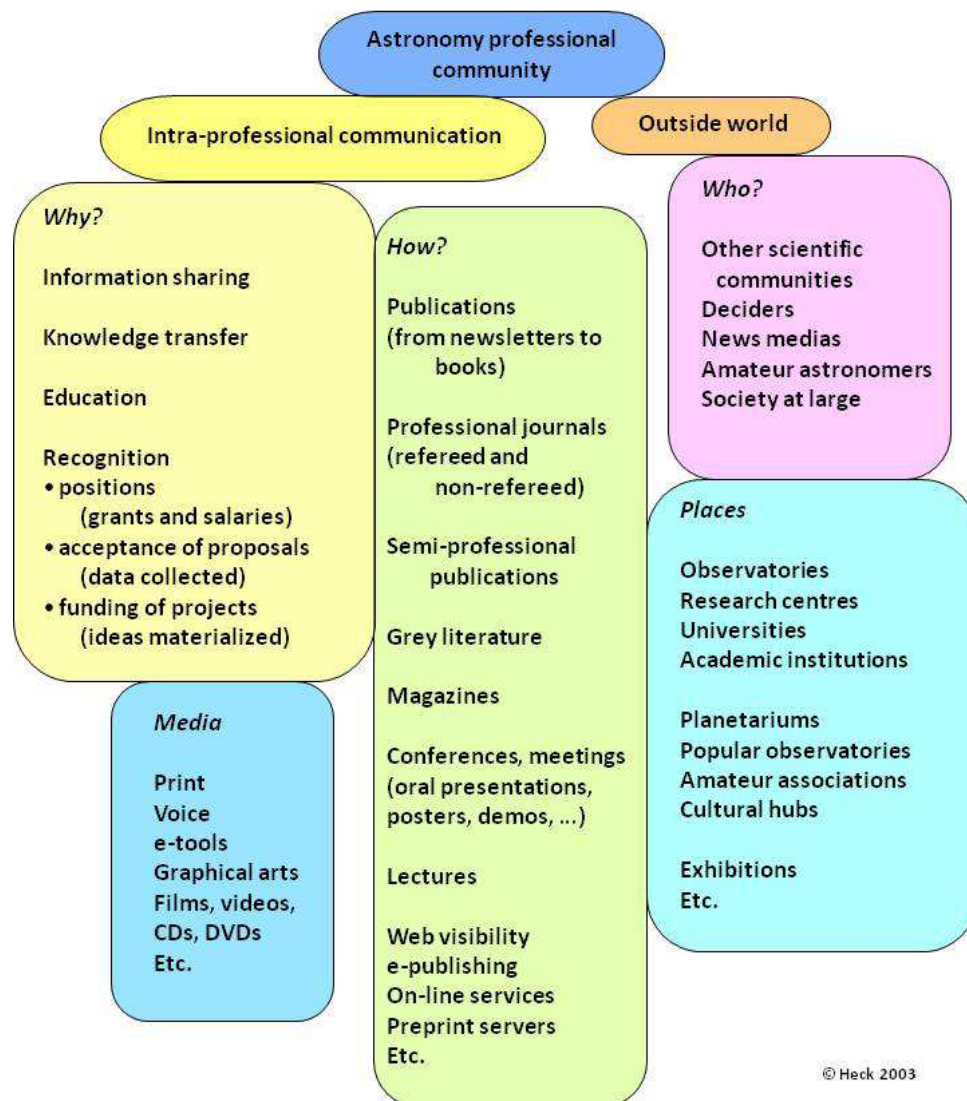 Astronomy professional
community
Intra-professional communication
Outside world
Why?
Information sharing
Knowledge transfer
Education
Recognition
• positions
(grants and salaries)
• acceptance of proposals
(data collected)
• funding of projects
(ideas materialized)
Media
Print
Voice
e-tools
Graphical arts
Films, videos,
CDs, DVDs
Etc.
How?
Publications
(from newsletters to
books)
Professional journals
(refereed and
non-refereed)
Semi-professional
publications
Grey literature
Magazines
Conferences, meetings
(oral presentations,
posters, demos, ...)
Lectures
Web visibility
e-publishing
On-line services
Preprint servers
Etc.
Who?
Other scientific
communities
Deciders
News medias
Amateur astronomers
Society at large
Places
Observatories
Research centres
Universities
Academic institutions
Planetariums
Popular observatories
Amateur associations
Cultural hubs
Exhibitions
Etc.
© Heck 2003